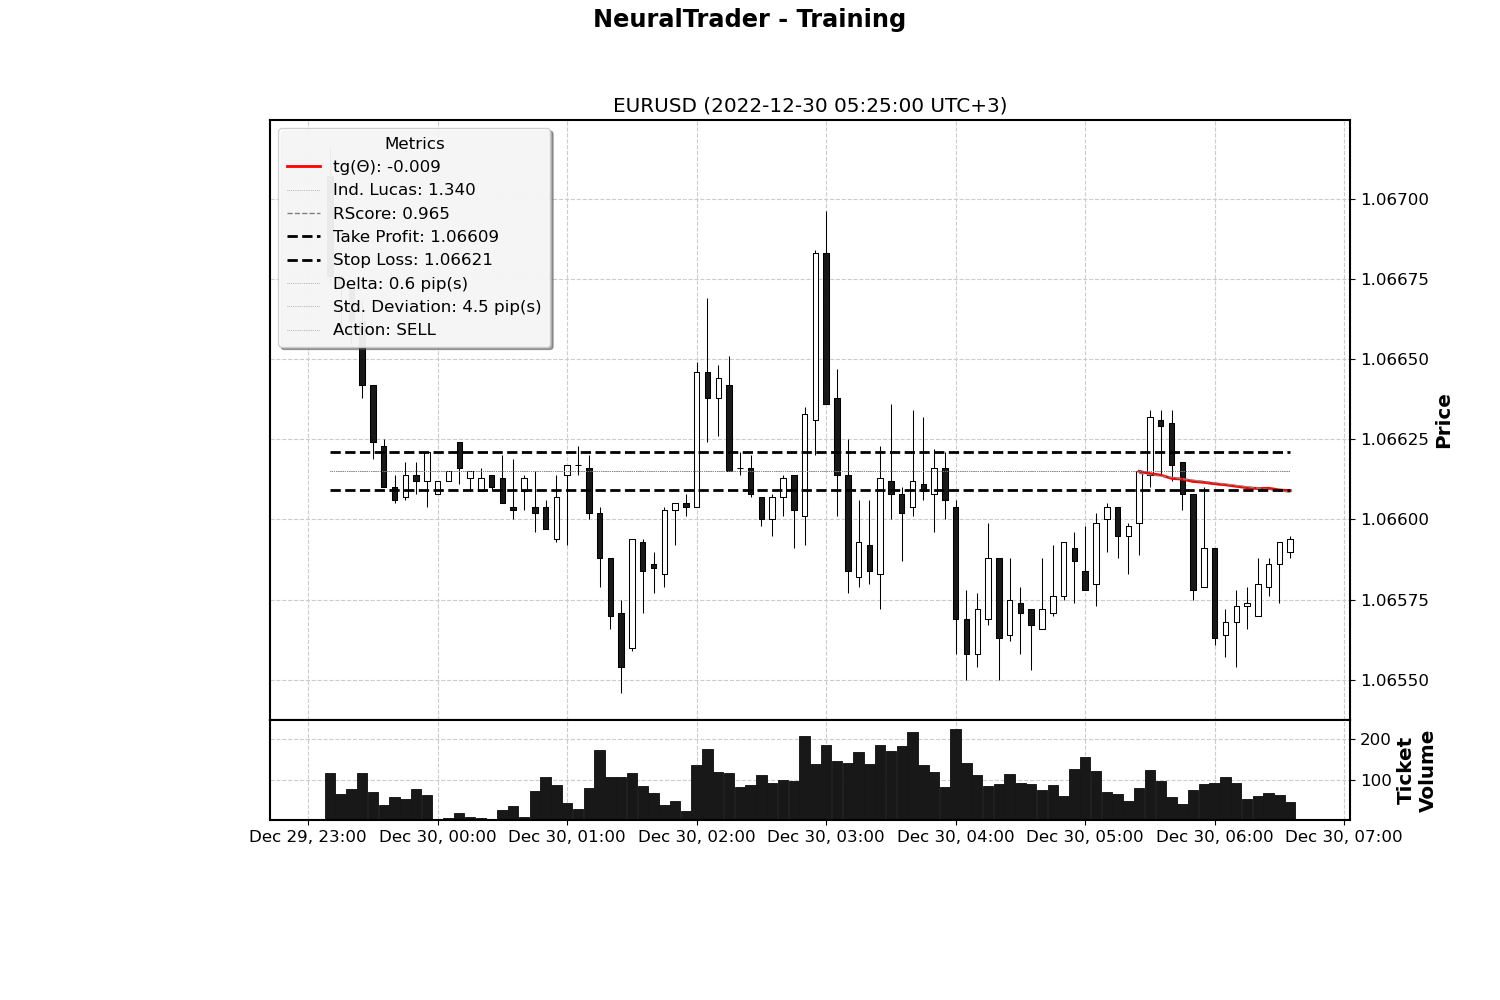 NeuralTrader - Training
EURUSD (2022-12-30 05:25:00 UTC+3)
Metrics
tg(Θ): -0.009
Ind. Lucas: 1.340
RScore: 0.965
Take Profit: 1.06609
Stop Loss: 1.06621
Delta: 0.6 pip(s)
Std. Deviation: 4.5 pip(s)
Action: SELL
1.06700
1.06675
1.06650
1.06625
1.06600
1.06575
1.06550
Price
200
100
Ticket
Volume
Dec 29, 23:00
Dec 30, 00:00
Dec 30, 01:00
Dec 30, 02:00
Dec 30, 03:00
Dec 30, 04:00
Dec 30, 05:00
Dec 30, 06:00
Dec 30, 07:00